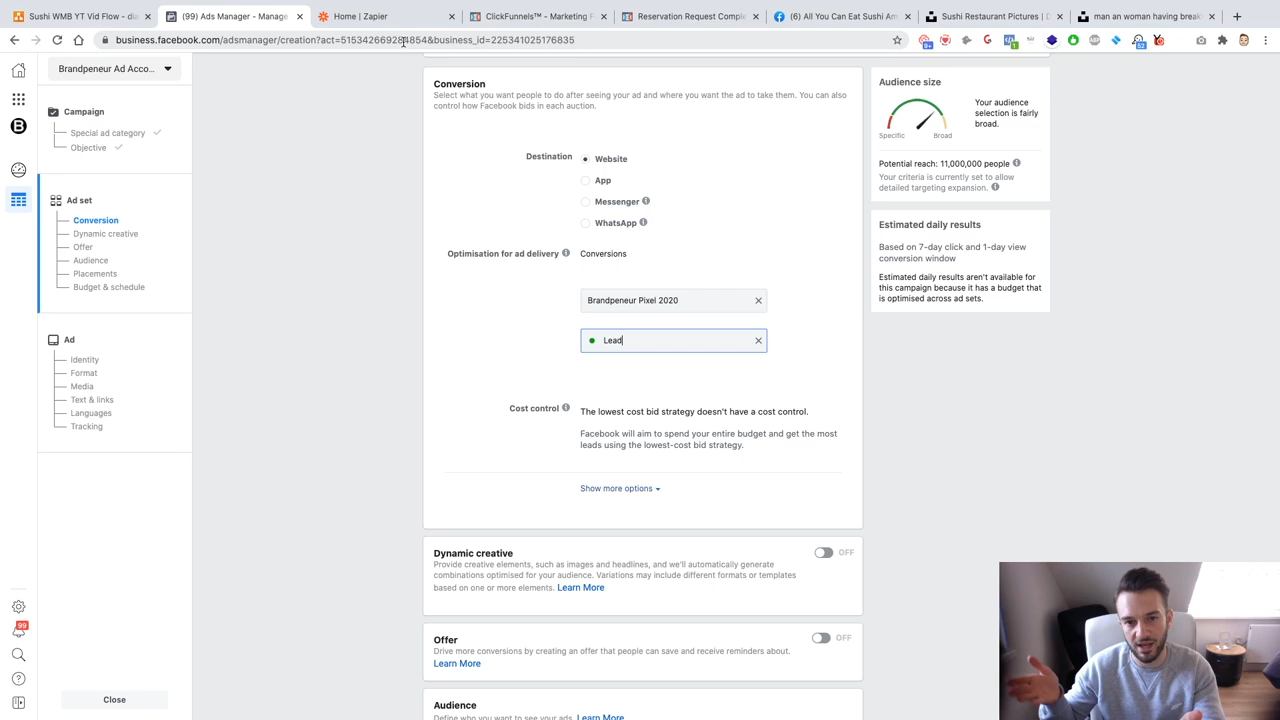 Sushi WMB YT Vid Flow - dia
(99) Ads Manager - Manage
Home | Zapier
ClickFunnels™ - Marketing F
Reservation Request Comple
(6) All You Can Eat Sushi Am
Sushi Restaurant Pictures | D
man an woman having break
business.facebook.com/adsmanager/creation?act=515342669284854&business_id=225341025176835
9+
1
52
Brandpeneur Ad Acco...
Campaign
Special ad category
Objective
Ad set
Conversion
Dynamic creative
Offer
Audience
Placements
Budget & schedule
Ad
Identity
Format
Media
Text & links
Languages
Tracking
99
Close
Conversion
Select what you want people to do after seeing your ad and where you want the ad to take them. You can also
control how Facebook bids in each auction.
Destination
Website
App
Messenger
WhatsApp
Optimisation for ad delivery
Conversions
Brandpeneur Pixel 2020
Lead
Cost control
The lowest cost bid strategy doesn't have a cost control.
Facebook will aim to spend your entire budget and get the most
leads using the lowest-cost bid strategy.
Show more options
Dynamic creative
OFF
Provide creative elements, such as images and headlines, and we'll automatically generate
combinations optimised for your audience. Variations may include different formats or templates
based on one or more elements. Learn More
Offer
OFF
Drive more conversions by creating an offer that people can save and receive reminders about.
Learn More
Audience
Define who you want to see your ads. Learn More
Audience size
Specific
Broad
Your audience
selection is fairly
broad.
Potential reach: 11,000,000 people
Your criteria is currently set to allow
detailed targeting expansion.
Estimated daily results
Based on 7-day click and 1-day view
conversion window
Estimated daily results aren't available for
this campaign because it has a budget that
is optimised across ad sets.